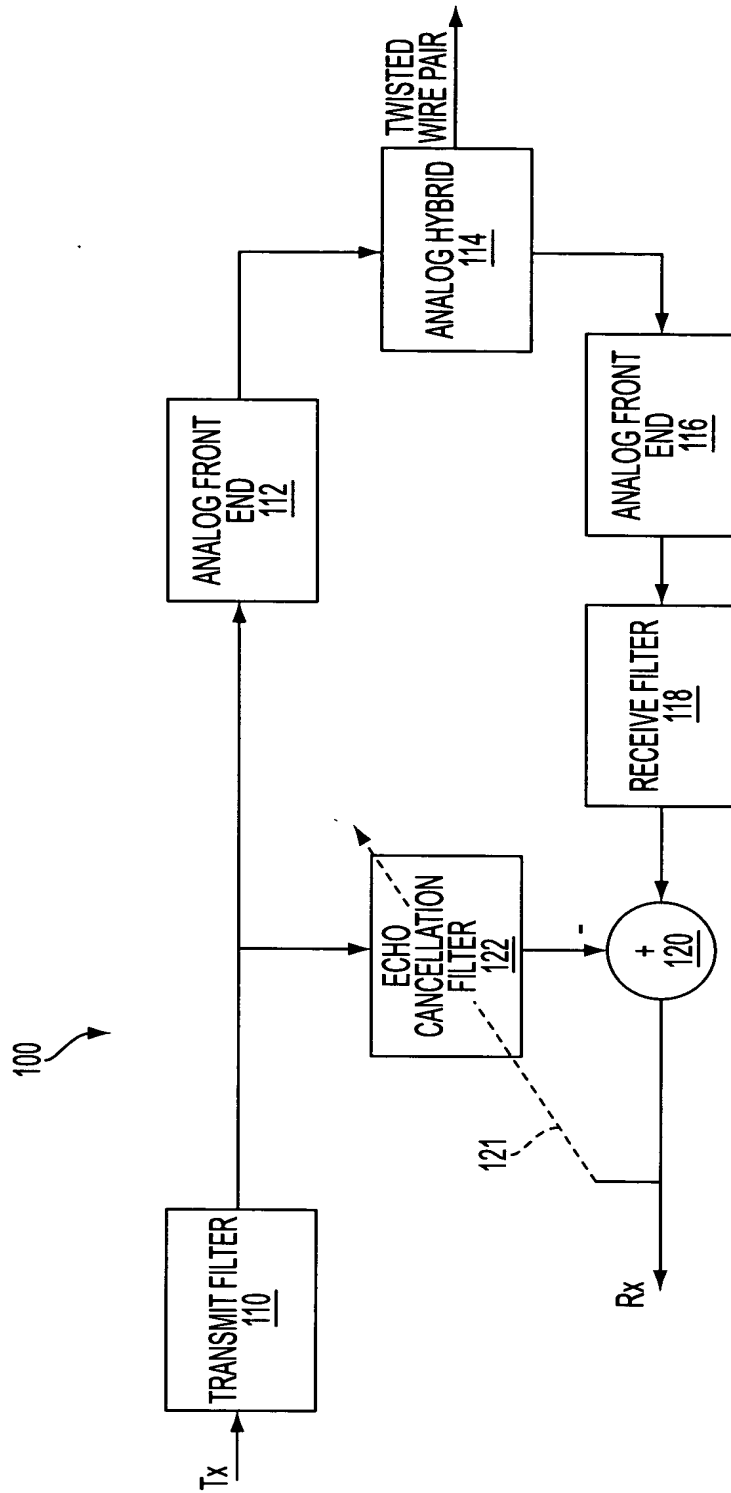 100
Tx
TRANSMIT FILTER
110
ANALOG FRONT
END
112
ANALOG HYBRID
114
TWISTED
WIRE PAIR
ECHO
CANCELLATION
FILTER
122
-
121
Rx
+
120
RECEIVE FILTER
118
ANALOG FRONT
END
116